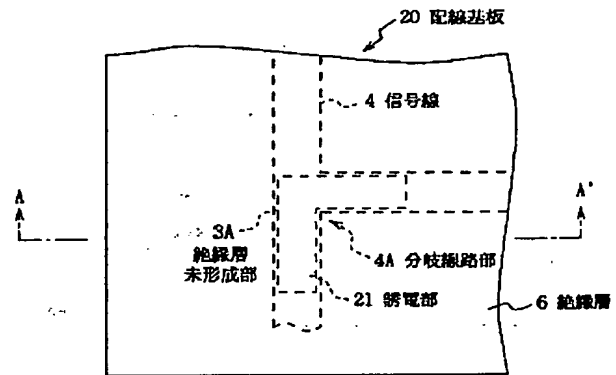 20 配線基板
4 信号線
A
A'
3A
絶縁層
未形成部
4A 分岐線路部
21 誘電部
6 絶縁層